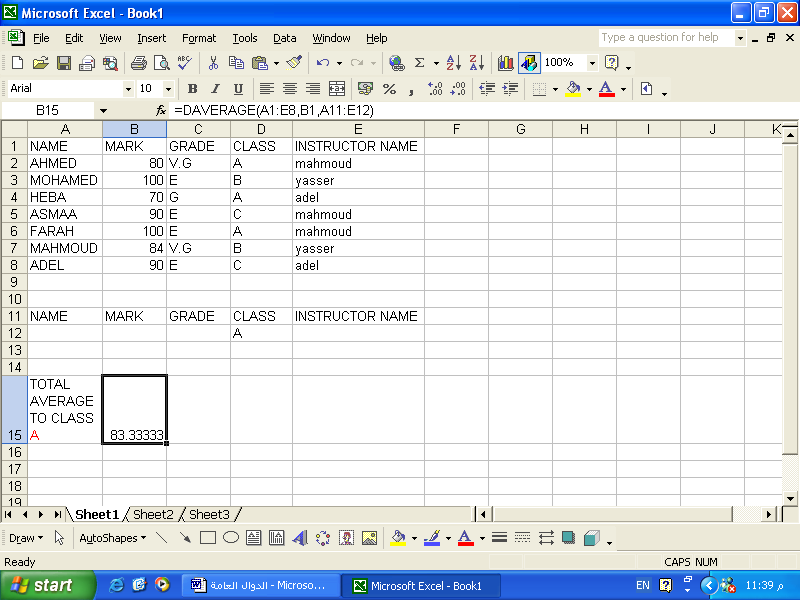 Microsoft Excel - Book1
File Edit View Insert Format Tools Data Window Help Type a question for help
100%
Arial 10 B I U
B15 fx =DAVERAGE(A1:E8,B1,A11:E12)
A B C D E F G H I J K
1 NAME MARK GRADE CLASS INSTRUCTOR NAME
2 AHMED 80 V.G A mahmoud
3 MOHAMED 100 E B yasser
4 HEBA 70 G A adel
5 ASMAA 90 E C mahmoud
6 FARAH 100 E A mahmoud
7 MAHMOUD 84 V.G B yasser
8 ADEL 90 E C adel
9
10
11 NAME MARK GRADE CLASS INSTRUCTOR NAME
12 A
13
14
TOTAL
AVERAGE
TO CLASS
15 A 83.33333
16
17
18
19
Sheet1 Sheet2 Sheet3
Draw AutoShapes
Ready CAPS NUM
start الدوال العامة - Microso... Microsoft Excel - Book1 EN 11:39 م